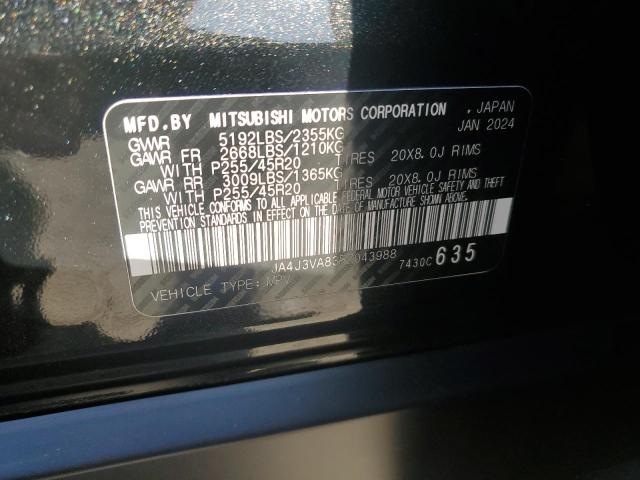 MFD.BY MITSUBISHI MOTORS CORPORATION , JAPAN
JAN 2024
GVWR 5192LBS/2355KG
GAWR FR 2668LBS/1210KG
WITH P255/45R20 TIRES 20X8.0J RIMS
GAWR RR 3009LBS/1365KG
WITH P255/45R20 TIRES 20X8.0J RIMS
THIS VEHICLE CONFORMS TO ALL APPLICABLE FEDERAL MOTOR VEHICLE SAFETY AND THEFT
PREVENTION STANDARDS IN EFFECT ON THE DATE OF MANUFACTURE SHOWN ABOVE.
7430C 635
VEHICLE TYPE: MPV